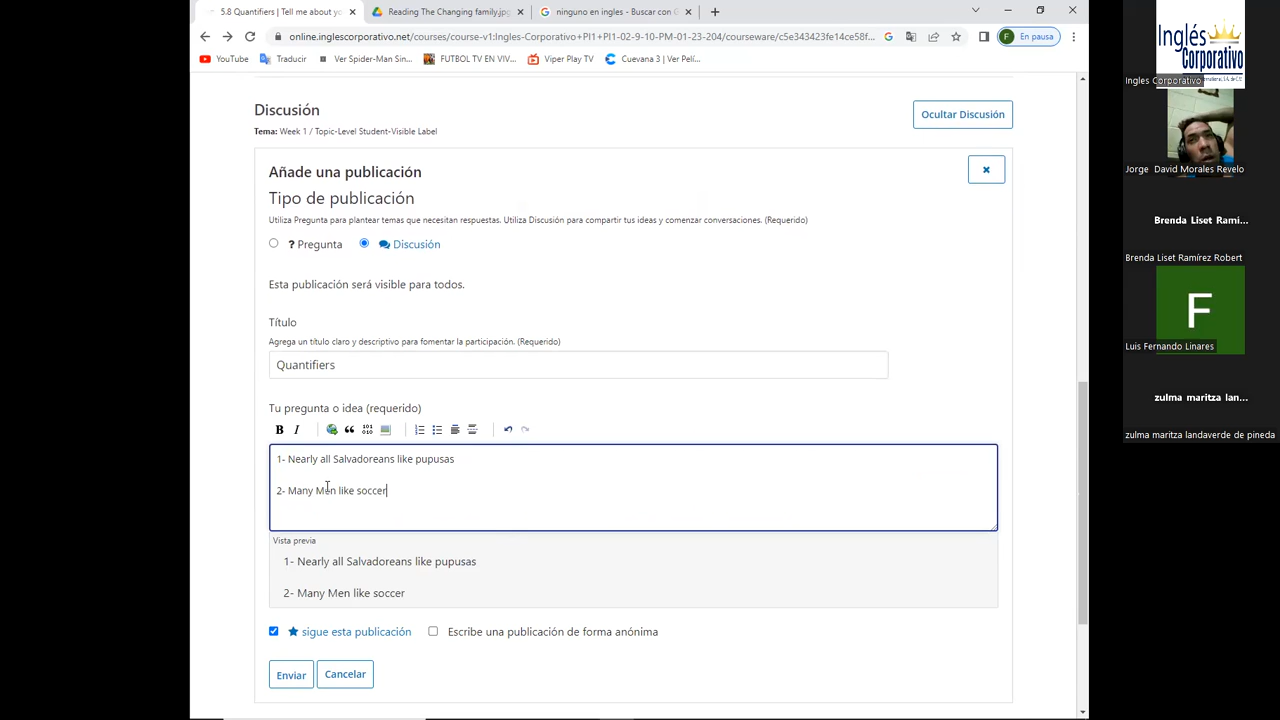 5.8 Quantifiers | Tell me about yo
Reading The Changing family.jpg
ninguno en ingles - Buscar con G
online.inglescorporativo.net/courses/course-v1:Ingles-Corporativo+PI1+PI1-02-9-10-PM-01-23-204/courseware/c5e343423fe14ce58f...
F En pausa
YouTube
Traducir
Ver Spider-Man Sin...
FUTBOL TV EN VIV...
Viper Play TV
Cuevana 3 | Ver Pelí...
Discusión
Tema: Week 1 / Topic-Level Student-Visible Label
Ocultar Discusión
Añade una publicación
Tipo de publicación
Utiliza Pregunta para plantear temas que necesitan respuestas. Utiliza Discusión para compartir tus ideas y comenzar conversaciones. (Requerido)
? Pregunta
Discusión
Esta publicación será visible para todos.
Título
Agrega un título claro y descriptivo para fomentar la participación. (Requerido)
Quantifiers
Tu pregunta o idea (requerido)
B I
1- Nearly all Salvadoreans like pupusas
2- Many Men like soccer
Vista previa
1- Nearly all Salvadoreans like pupusas
2- Many Men like soccer
sigue esta publicación
Escribe una publicación de forma anónima
Enviar
Cancelar
Inglés
Corporativo
Ingles Corporativo
Jorge David Morales Revelo
Brenda Liset Rami...
Brenda Liset Ramírez Robert
F
Luis Fernando Linares
zulma maritza lan...
zulma maritza landaverde de pineda